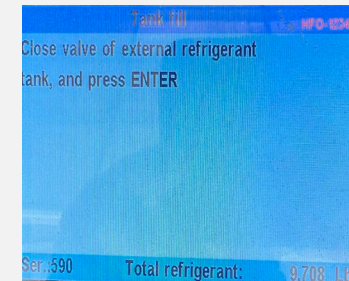 Tank fill
HFO-1234
Close valve of external refrigerant
tank, and press ENTER
Ser.:590 Total refrigerant: 9.708 Lb